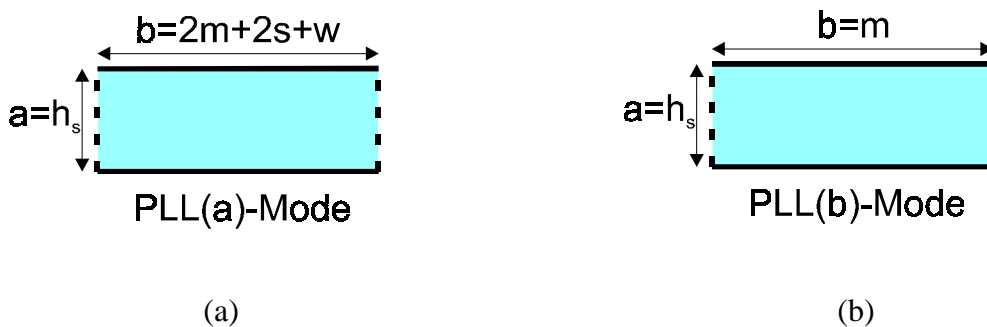 b=2m+2s+w
b=m
a=hₛ
a=hₛ
PLL(a)-Mode
PLL(b)-Mode
(a)
(b)